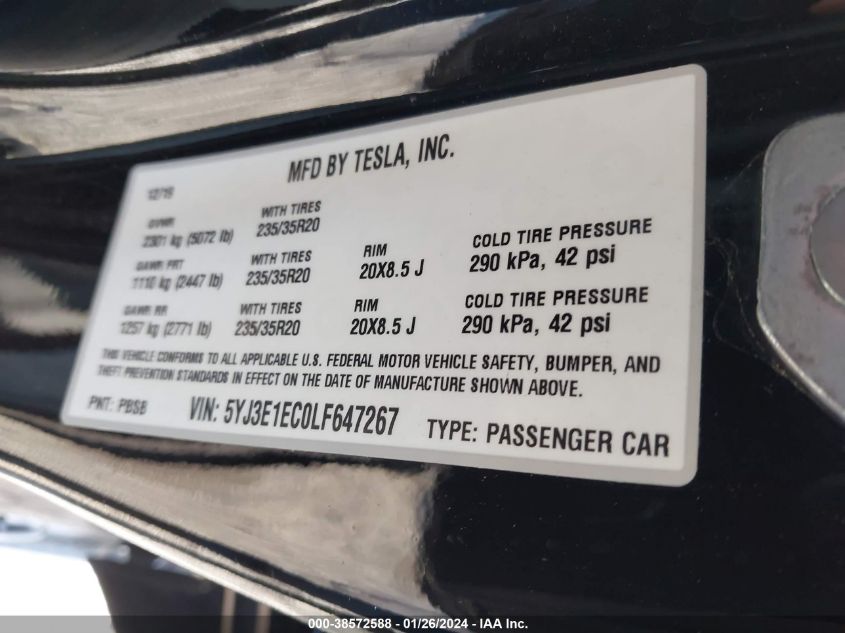 MFD BY TESLA, INC.
12/19
GVWR
2301 kg (5072 lb)
WITH TIRES
235/35R20
GAWR FRT
1110 kg (2447 lb)
WITH TIRES
235/35R20
RIM
20X8.5 J
COLD TIRE PRESSURE
290 kPa, 42 psi
GAWR RR
1257 kg (2771 lb)
WITH TIRES
235/35R20
RIM
20X8.5 J
COLD TIRE PRESSURE
290 kPa, 42 psi
THIS VEHICLE CONFORMS TO ALL APPLICABLE U.S. FEDERAL MOTOR VEHICLE SAFETY, BUMPER, AND
THEFT PREVENTION STANDARDS IN EFFECT ON THE DATE OF MANUFACTURE SHOWN ABOVE.
PNT: PBSB VIN: 5YJ3E1EC0LF647267 TYPE: PASSENGER CAR
000-38572588 | 01/26/2024 | IAA Inc.